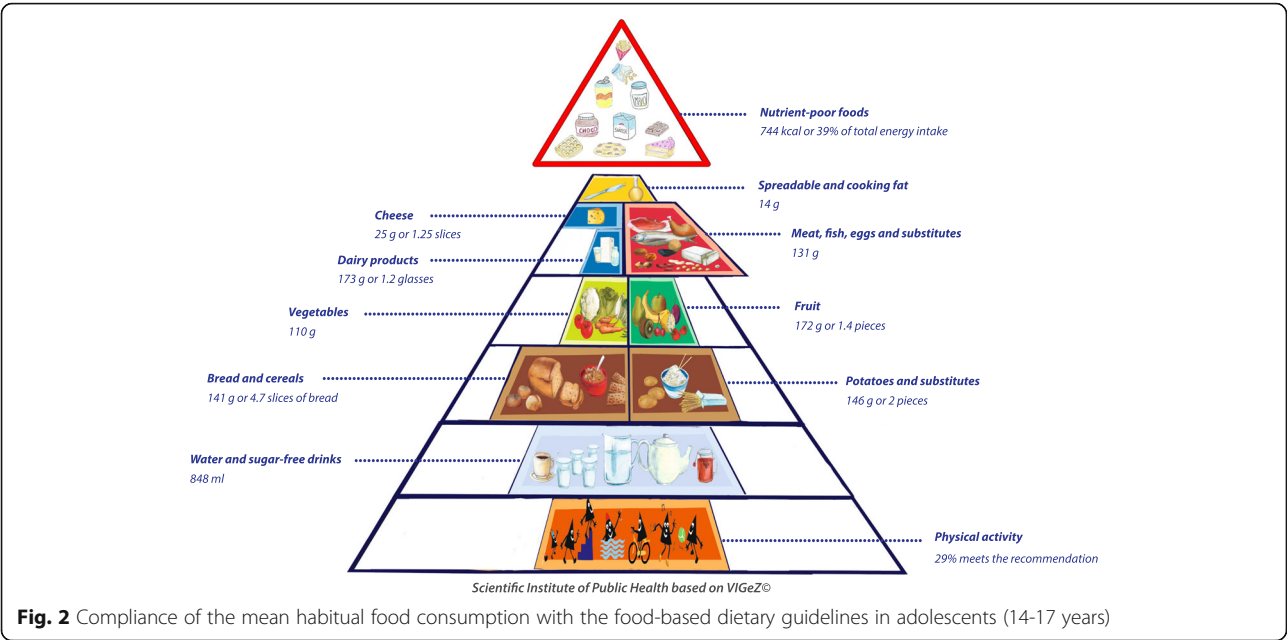 CHOCO
Nutrient-poor foods
744 kcal or 39% of total energy intake
Spreadable and cooking fat
14 g
Cheese
25 g or 1.25 slices
Meat, fish, eggs and substitutes
131 g
Dairy products
173 g or 1.2 glasses
Vegetables
110 g
Fruit
172 g or 1.4 pieces
Bread and cereals
141 g or 4.7 slices of bread
Potatoes and substitutes
146 g or 2 pieces
Water and sugar-free drinks
848 ml
Physical activity
29% meets the recommendation
Scientific Institute of Public Health based on VIGeZ©
Fig. 2 Compliance of the mean habitual food consumption with the food-based dietary guidelines in adolescents (14-17 years)